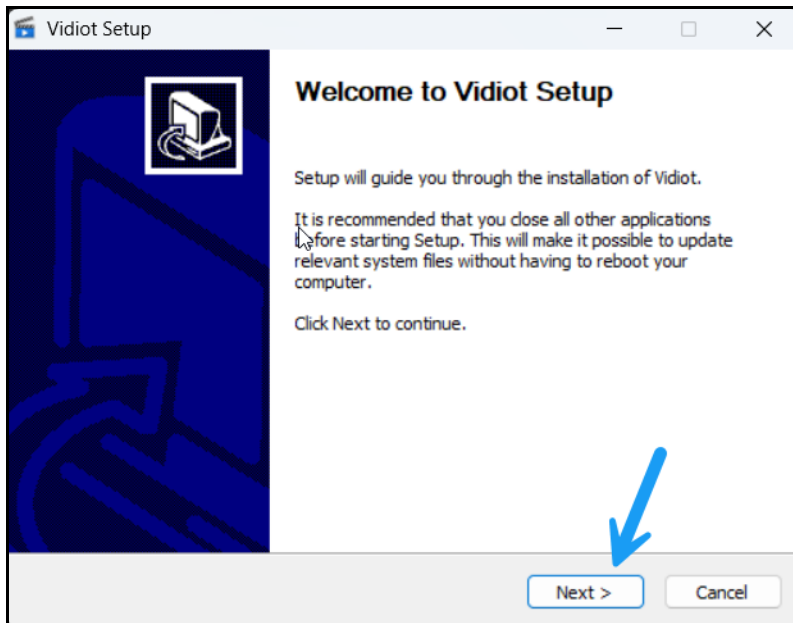 Vidiot Setup
Welcome to Vidiot Setup
Setup will guide you through the installation of Vidiot.
It is recommended that you close all other applications
before starting Setup. This will make it possible to update
relevant system files without having to reboot your
computer.
Click Next to continue.
Next >
Cancel